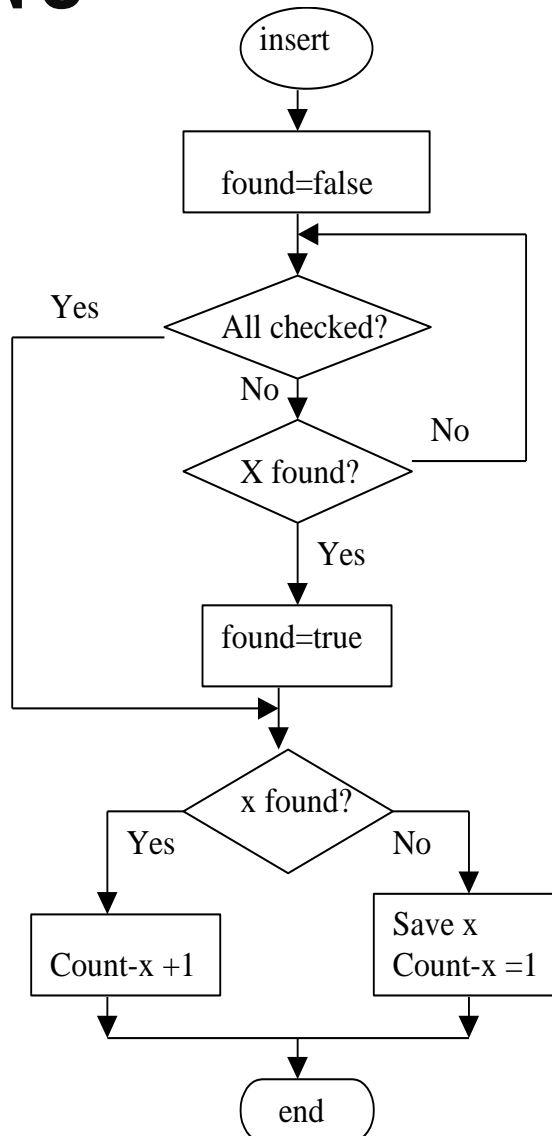 insert
found=false
Yes
All checked?
No
No
X found?
Yes
found=true
x found?
Yes
No
Save x
Count-x +1
Count-x =1
end